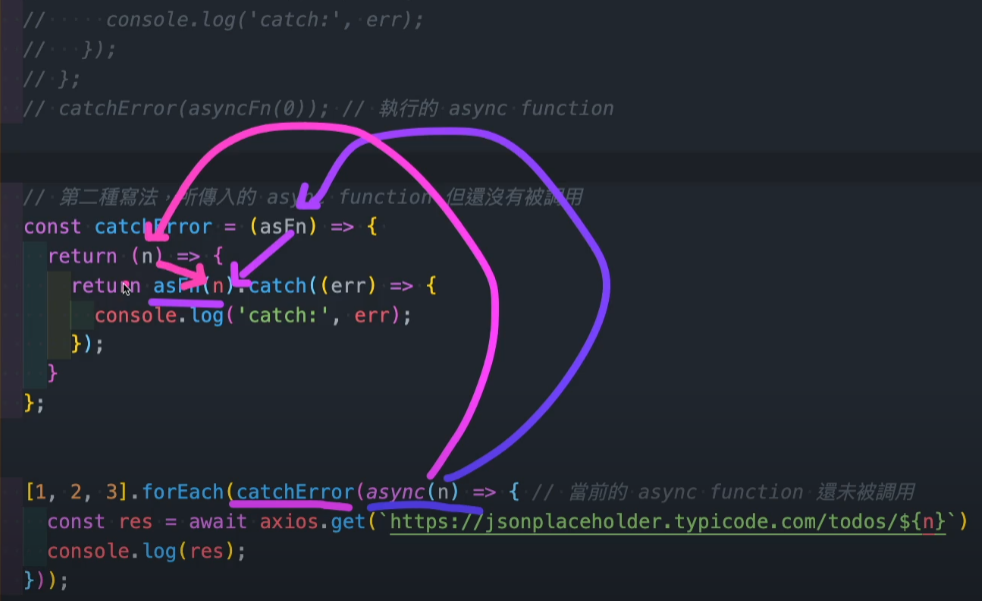 //     console.log('catch:', err);
//   });
// };
// catchError(asyncFn(0)); // 執行的 async function
// 第二種寫法,所傳入的 async function 但還沒有被調用
const catchError = (asFn) => {
return (n) => {
return asFn(n).catch((err) => {
console.log('catch:', err);
});
}
};
[1, 2, 3].forEach(catchError(async(n) => { // 當前的 async function 還未被調用
const res = await axios.get(`https://jsonplaceholder.typicode.com/todos/${n}`)
console.log(res);
}));